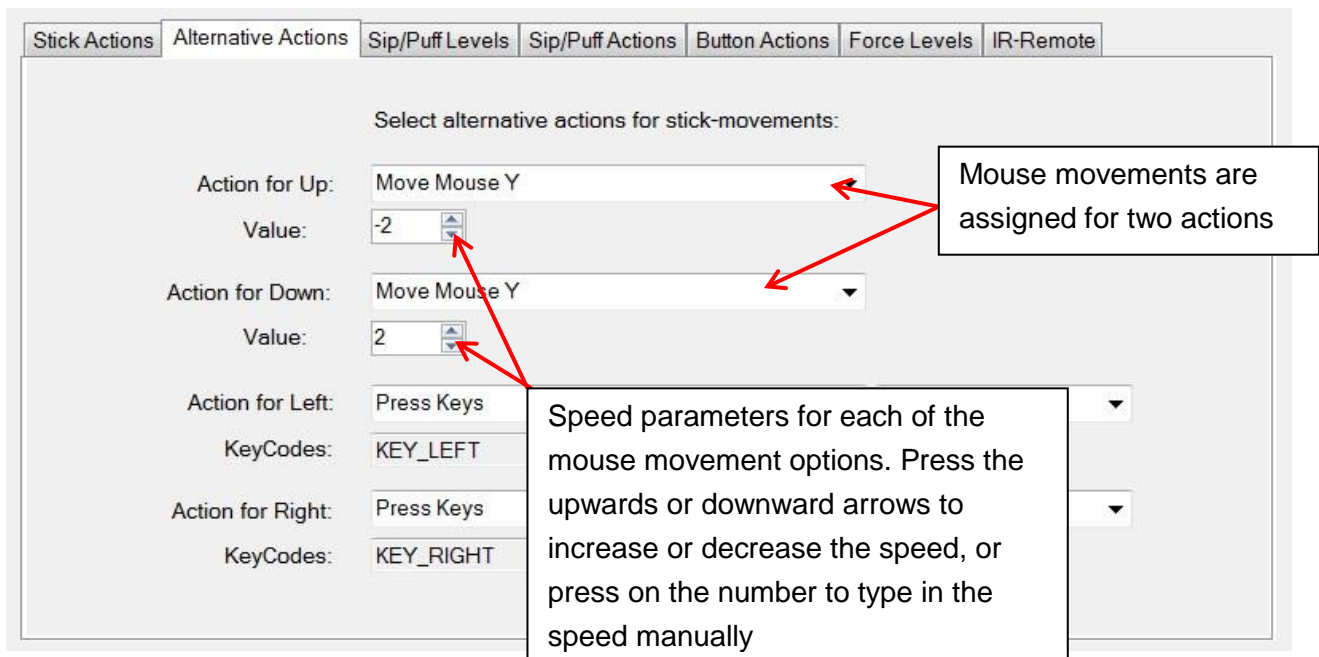 Stick Actions Alternative Actions Sip/Puff Levels Sip/Puff Actions Button Actions Force Levels IR-Remote
Select alternative actions for stick-movements:
Action for Up: Move Mouse Y
Value: -2
Mouse movements are
assigned for two actions
Action for Down: Move Mouse Y
Value: 2
Action for Left: Press Keys
KeyCodes: KEY_LEFT
Action for Right: Press Keys
KeyCodes: KEY_RIGHT
Speed parameters for each of the
mouse movement options. Press the
upwards or downward arrows to
increase or decrease the speed, or
press on the number to type in the
speed manually